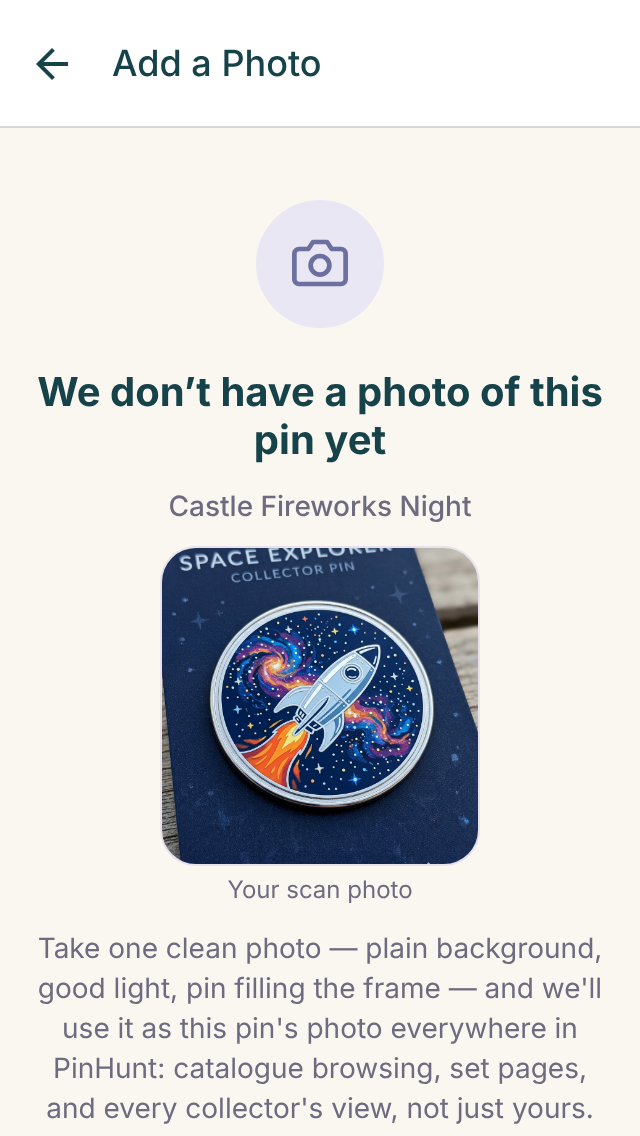 Add a Photo
We don’t have a photo of this
pin yet
Castle Fireworks Night
SPACE EXPLORER
COLLECTOR PIN
Your scan photo
Take one clean photo — plain background,
good light, pin filling the frame — and we'll
use it as this pin's photo everywhere in
PinHunt: catalogue browsing, set pages,
and every collector's view, not just yours.